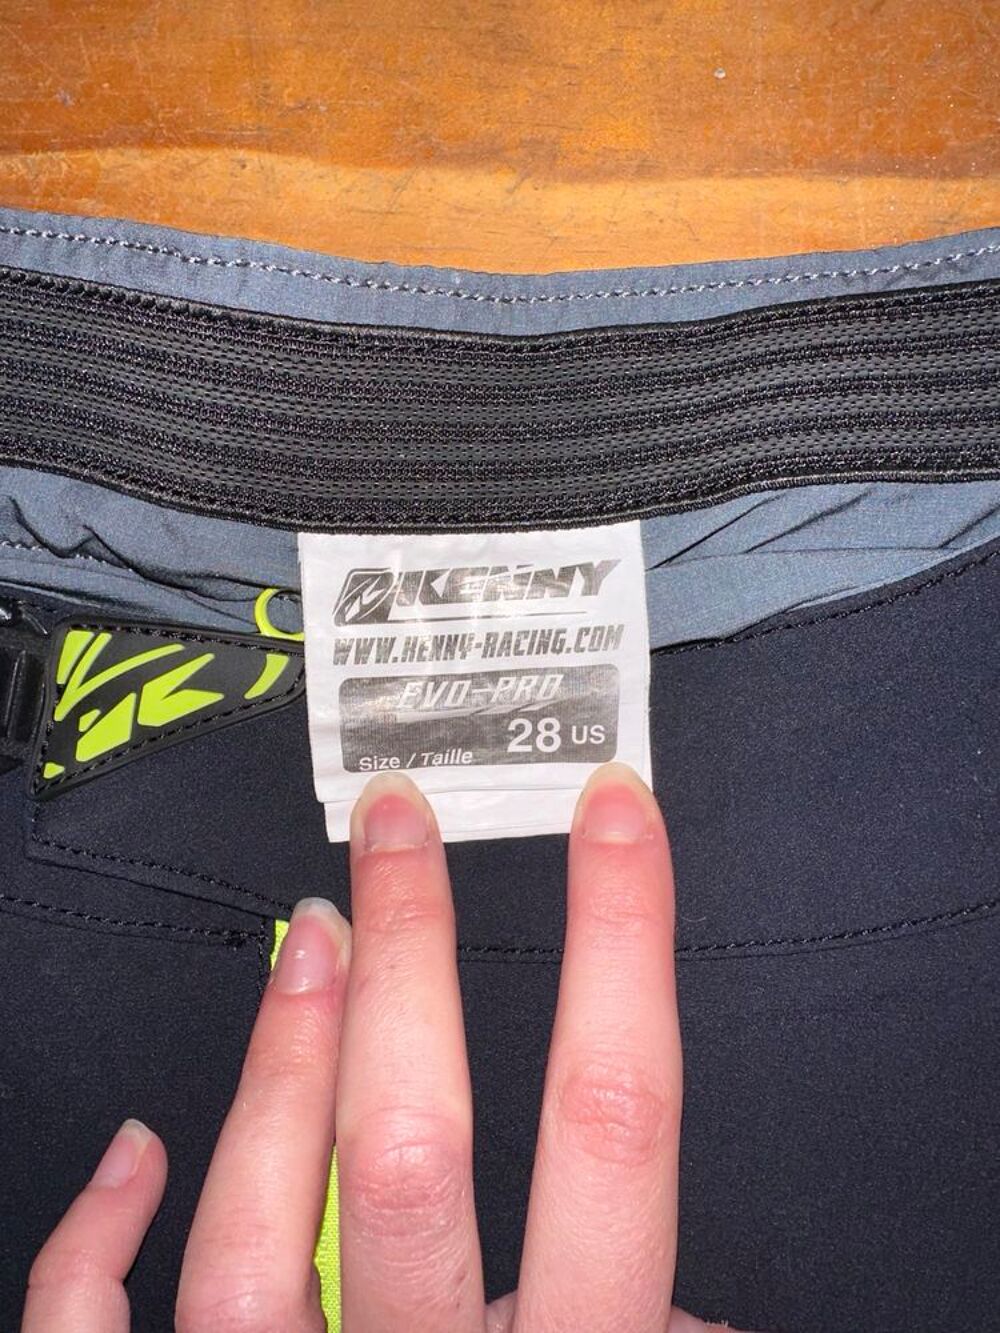 KENNY
WWW.KENNY-RACING.COM
EVO-PRO
28 US
Size / Taille